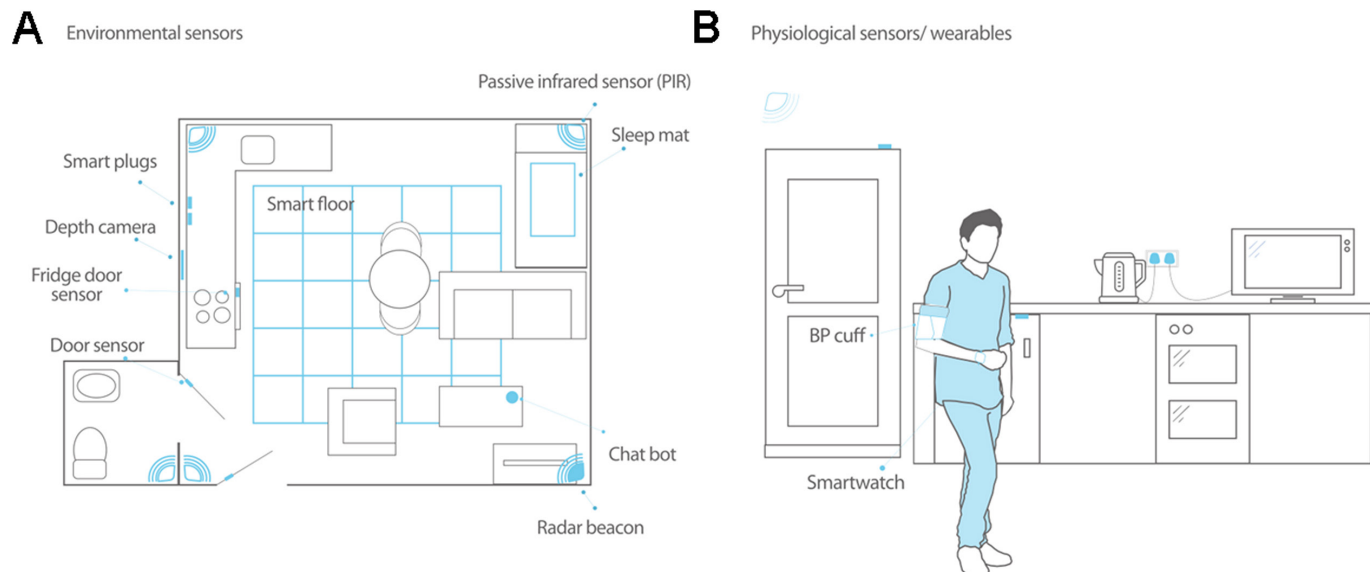 A Environmental sensors
Passive infrared sensor (PIR)
Sleep mat
Smart plugs
Smart floor
Depth camera
Fridge door
sensor
Door sensor
Chat bot
Radar beacon
B Physiological sensors/ wearables
BP cuff
Smartwatch